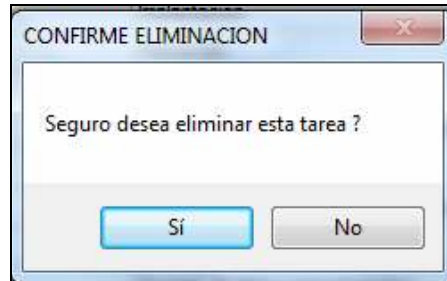 CONFIRME ELIMINACION
Seguro desea eliminar esta tarea ?
Sí
No